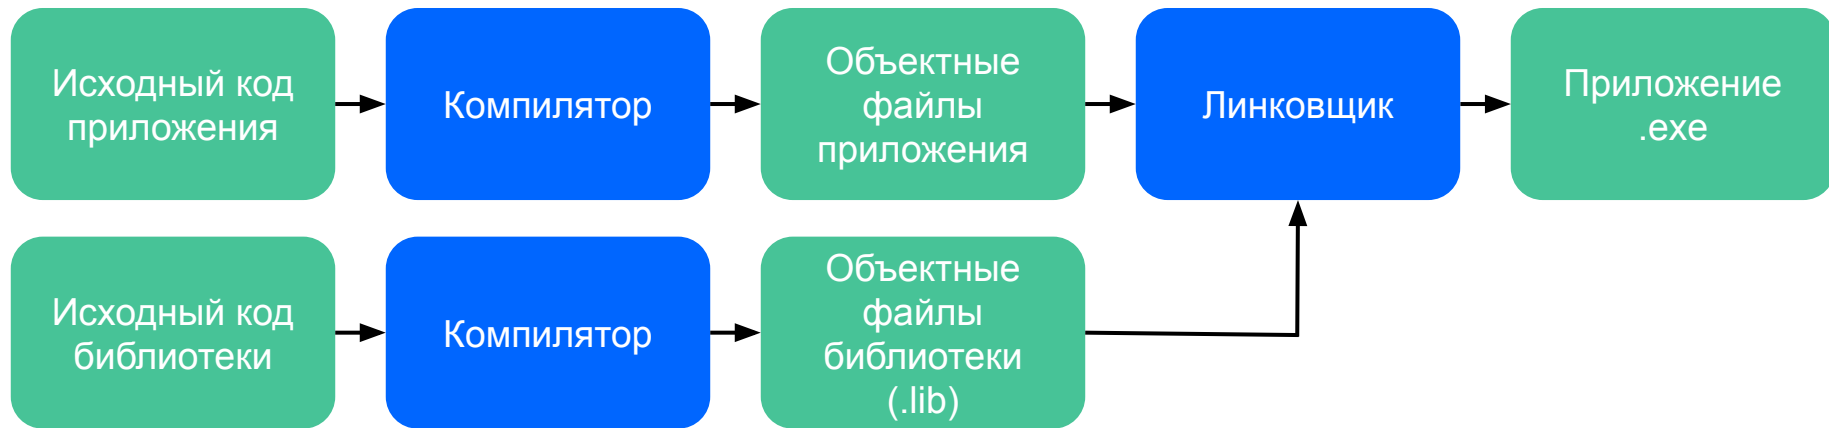 Исходный код
приложения
Компилятор
Объектные
файлы
приложения
Линковщик
Приложение
.exe
Исходный код
библиотеки
Компилятор
Объектные
файлы
библиотеки
(.lib)